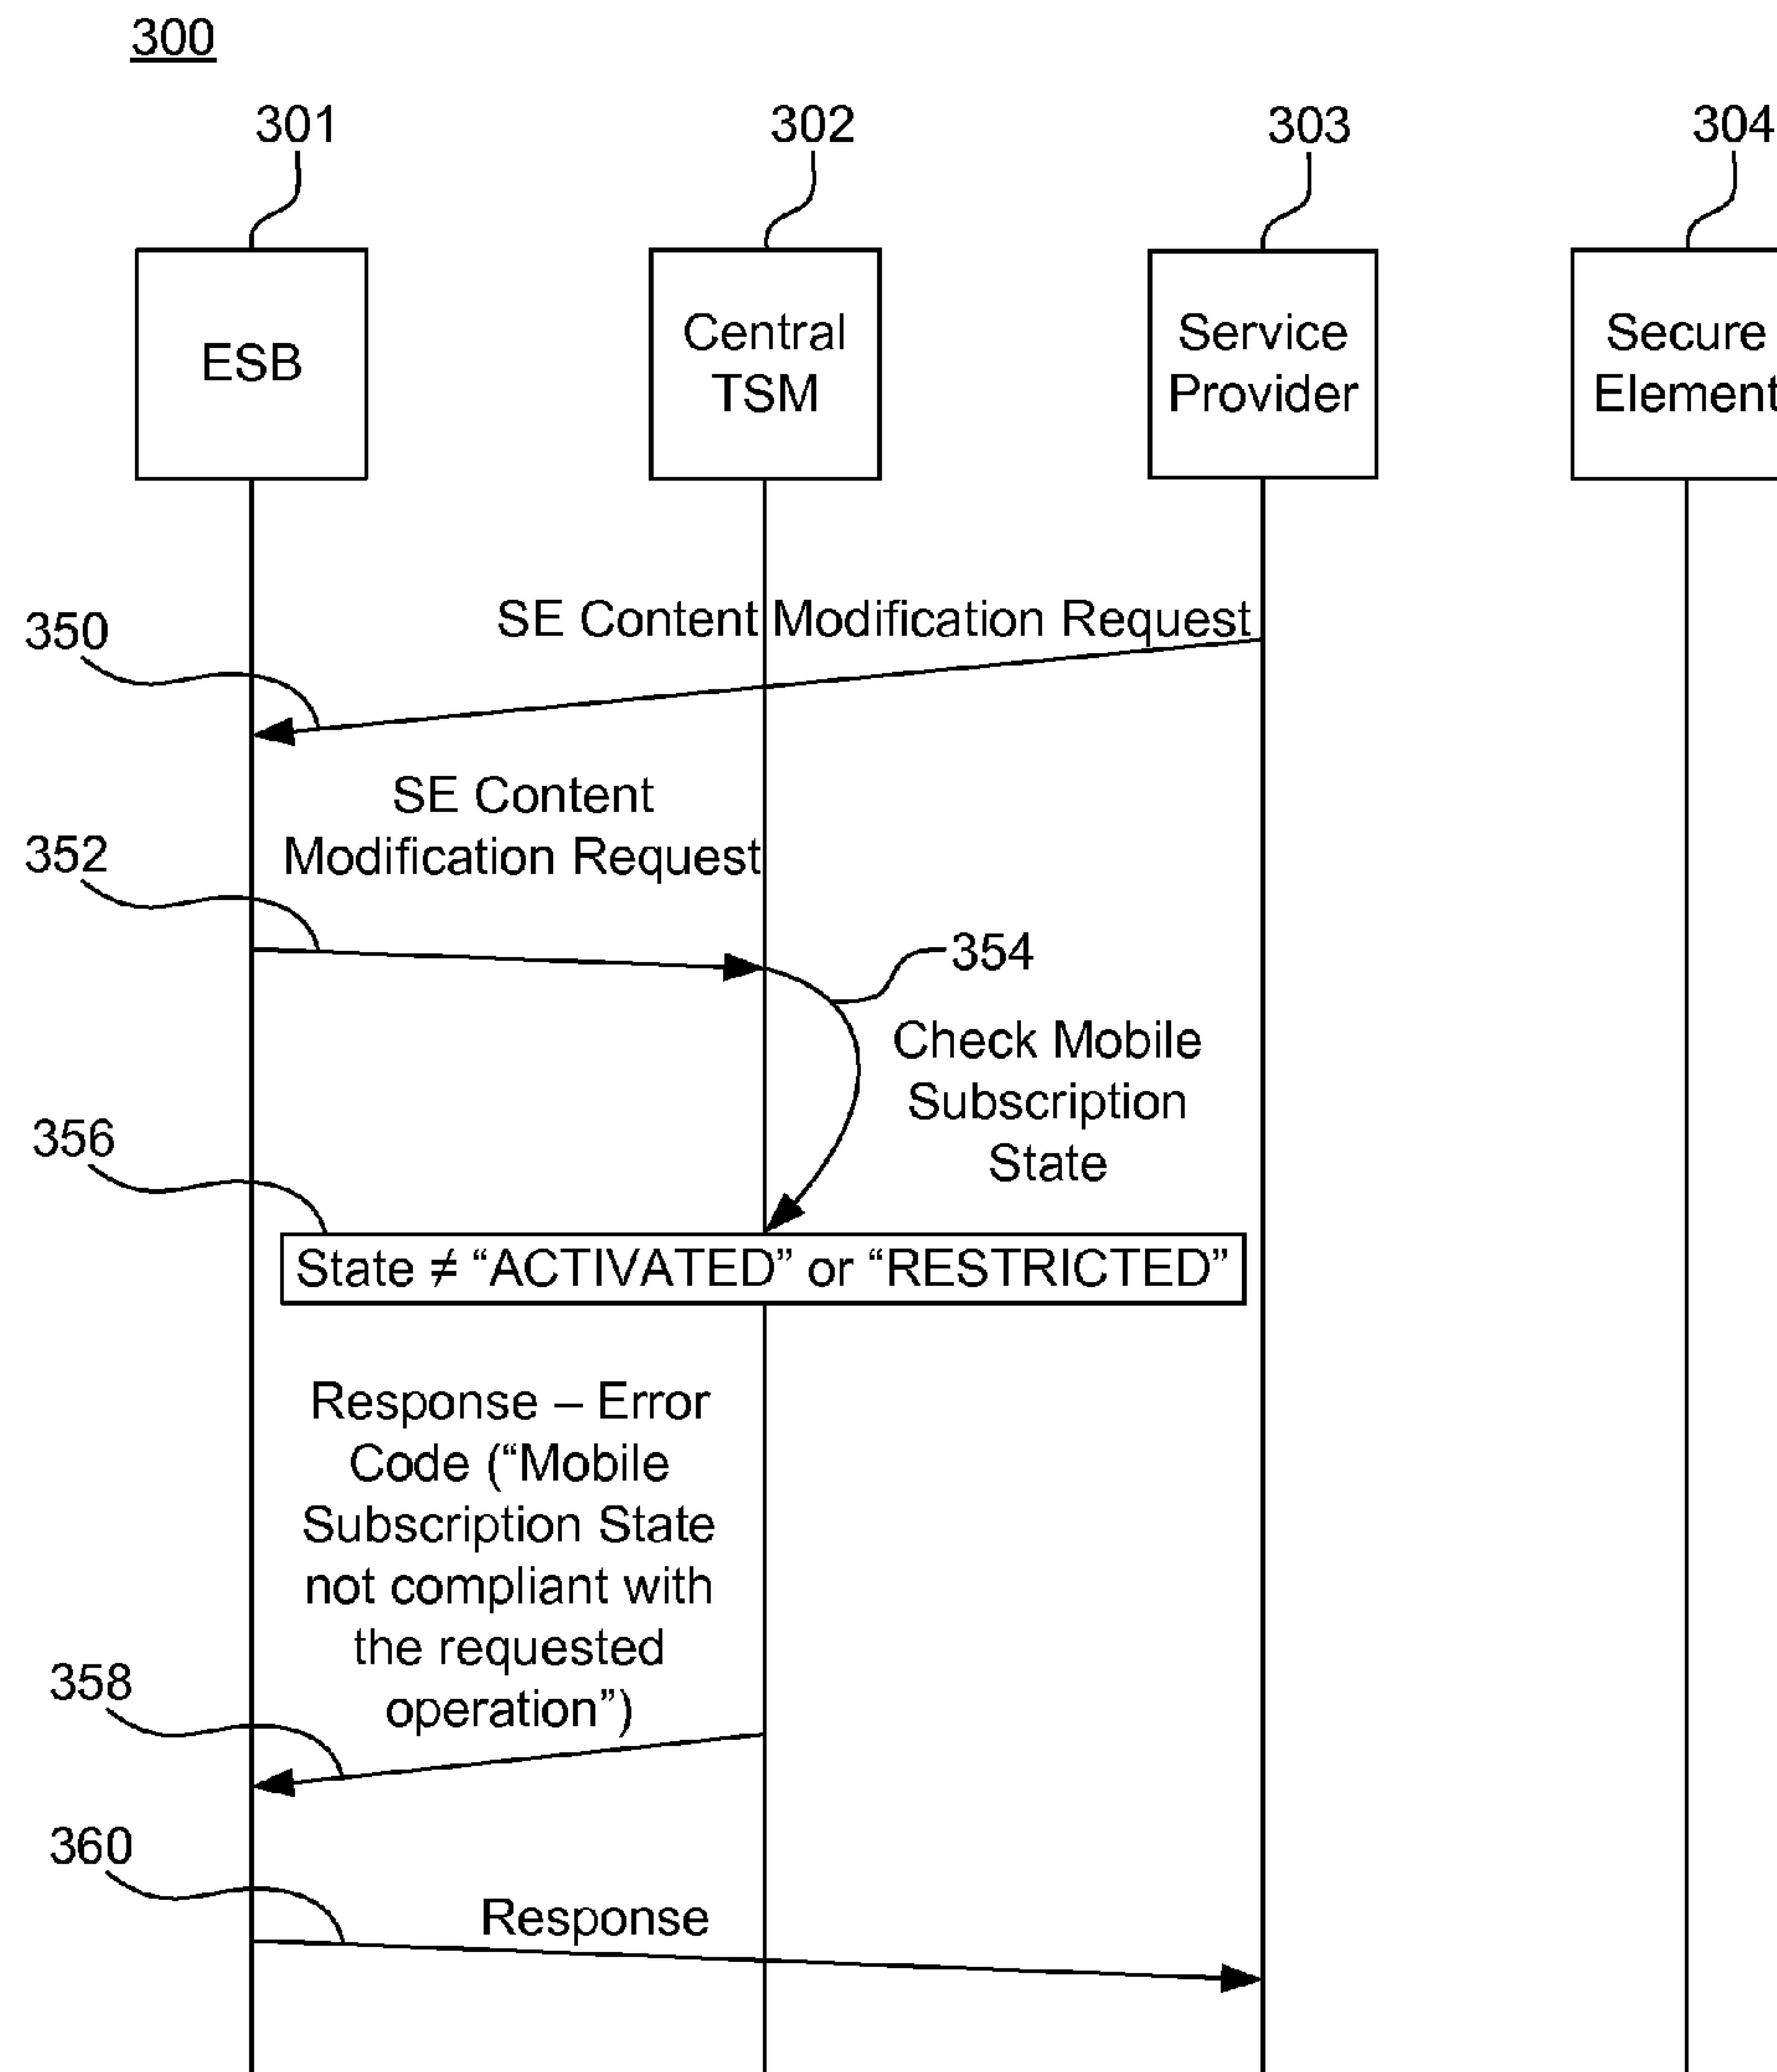 300
301
302
303
304
ESB
Central
TSM
Service
Provider
Secure
Element
SE Content Modification Request
350
SE Content
Modification Request
352
354
Check Mobile
Subscription
State
356
State ≠ “ACTIVATED” or “RESTRICTED”
Response – Error
Code (“Mobile
Subscription State
not compliant with
the requested
operation”)
358
360
Response